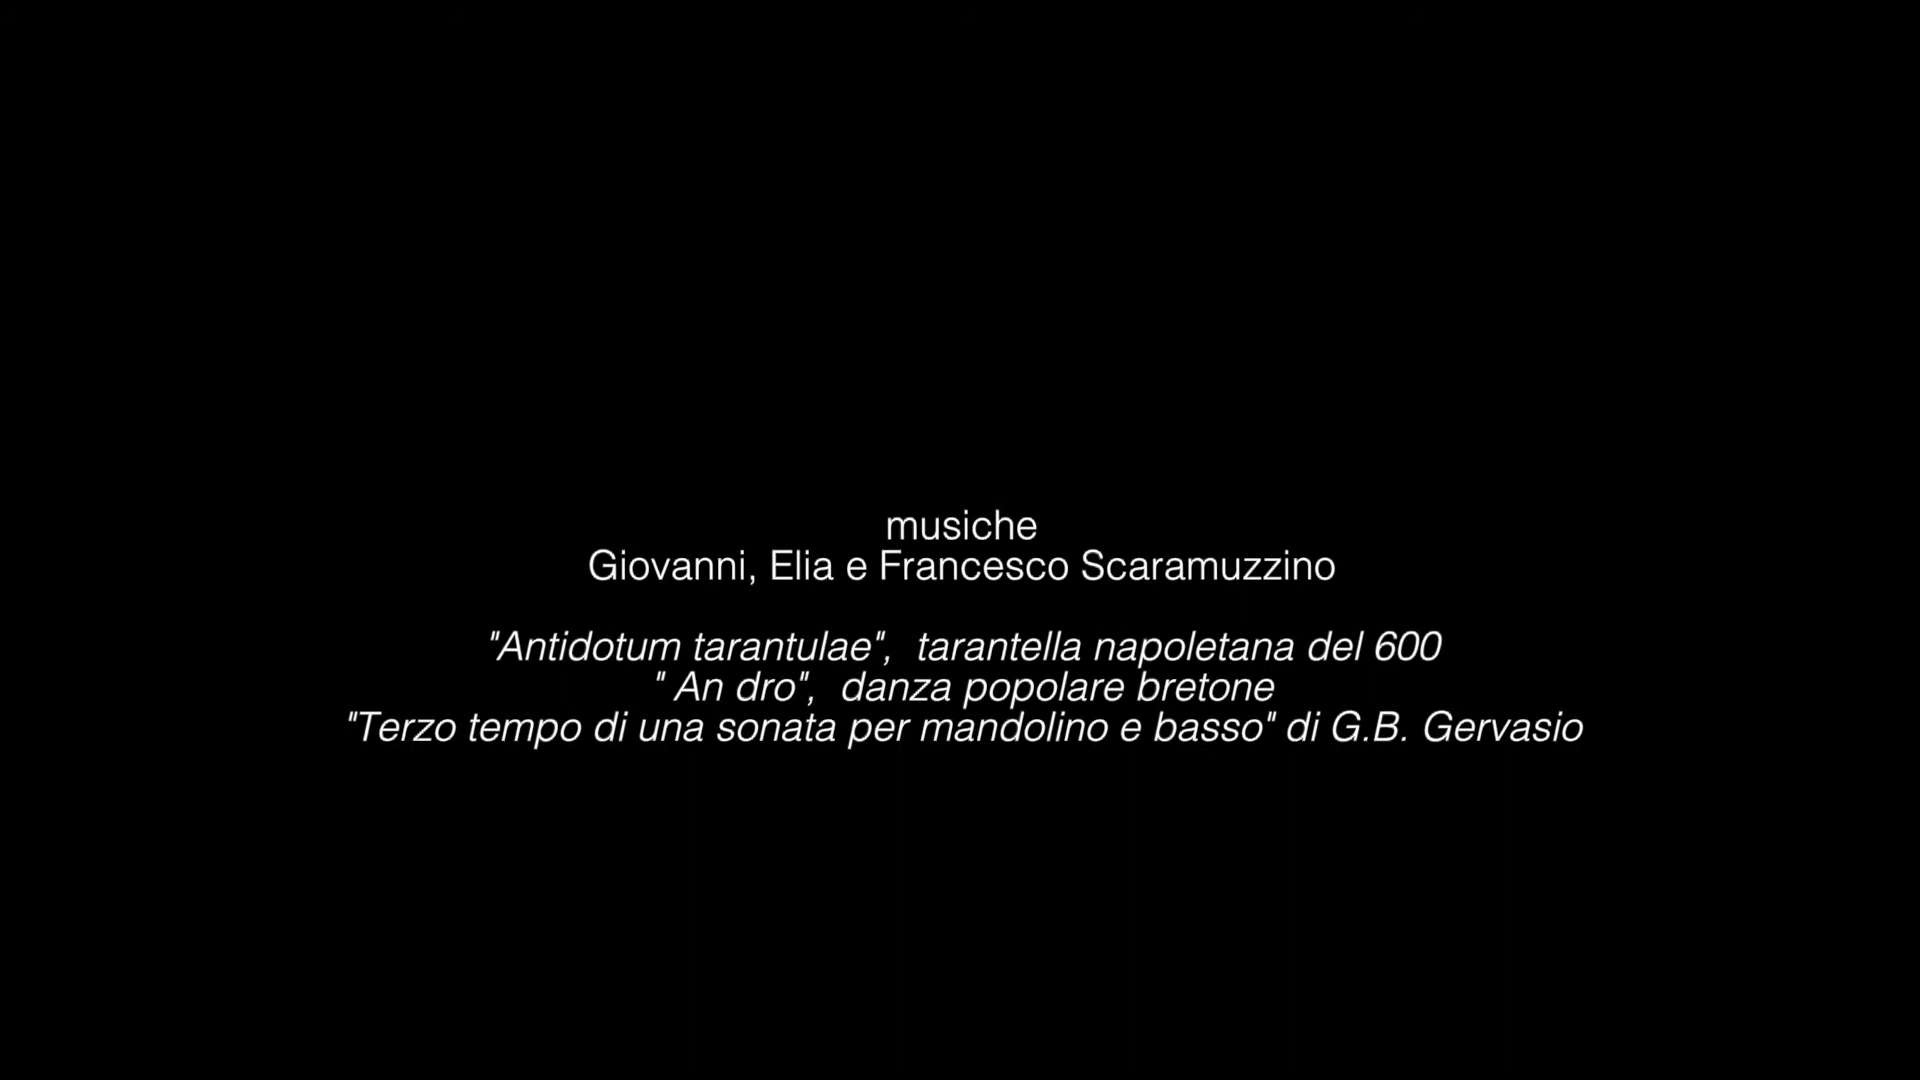 musiche
Giovanni, Elia e Francesco Scaramuzzino
"Antidotum tarantulae",  tarantella napoletana del 600
" An dro",  danza popolare bretone
"Terzo tempo di una sonata per mandolino e basso" di G.B. Gervasio